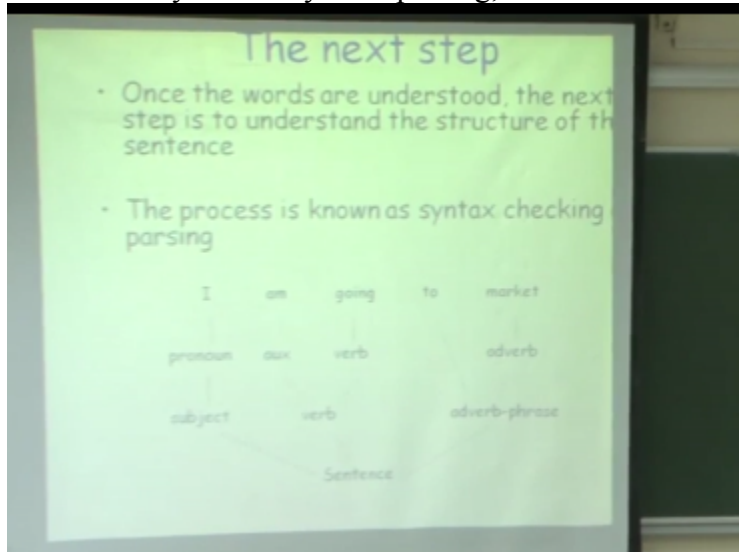 The next step
• Once the words are understood, the next
step is to understand the structure of th
sentence
• The process is known as syntax checking
parsing
I am going to market
pronoun aux verb adverb
subject verb adverb-phrase
Sentence